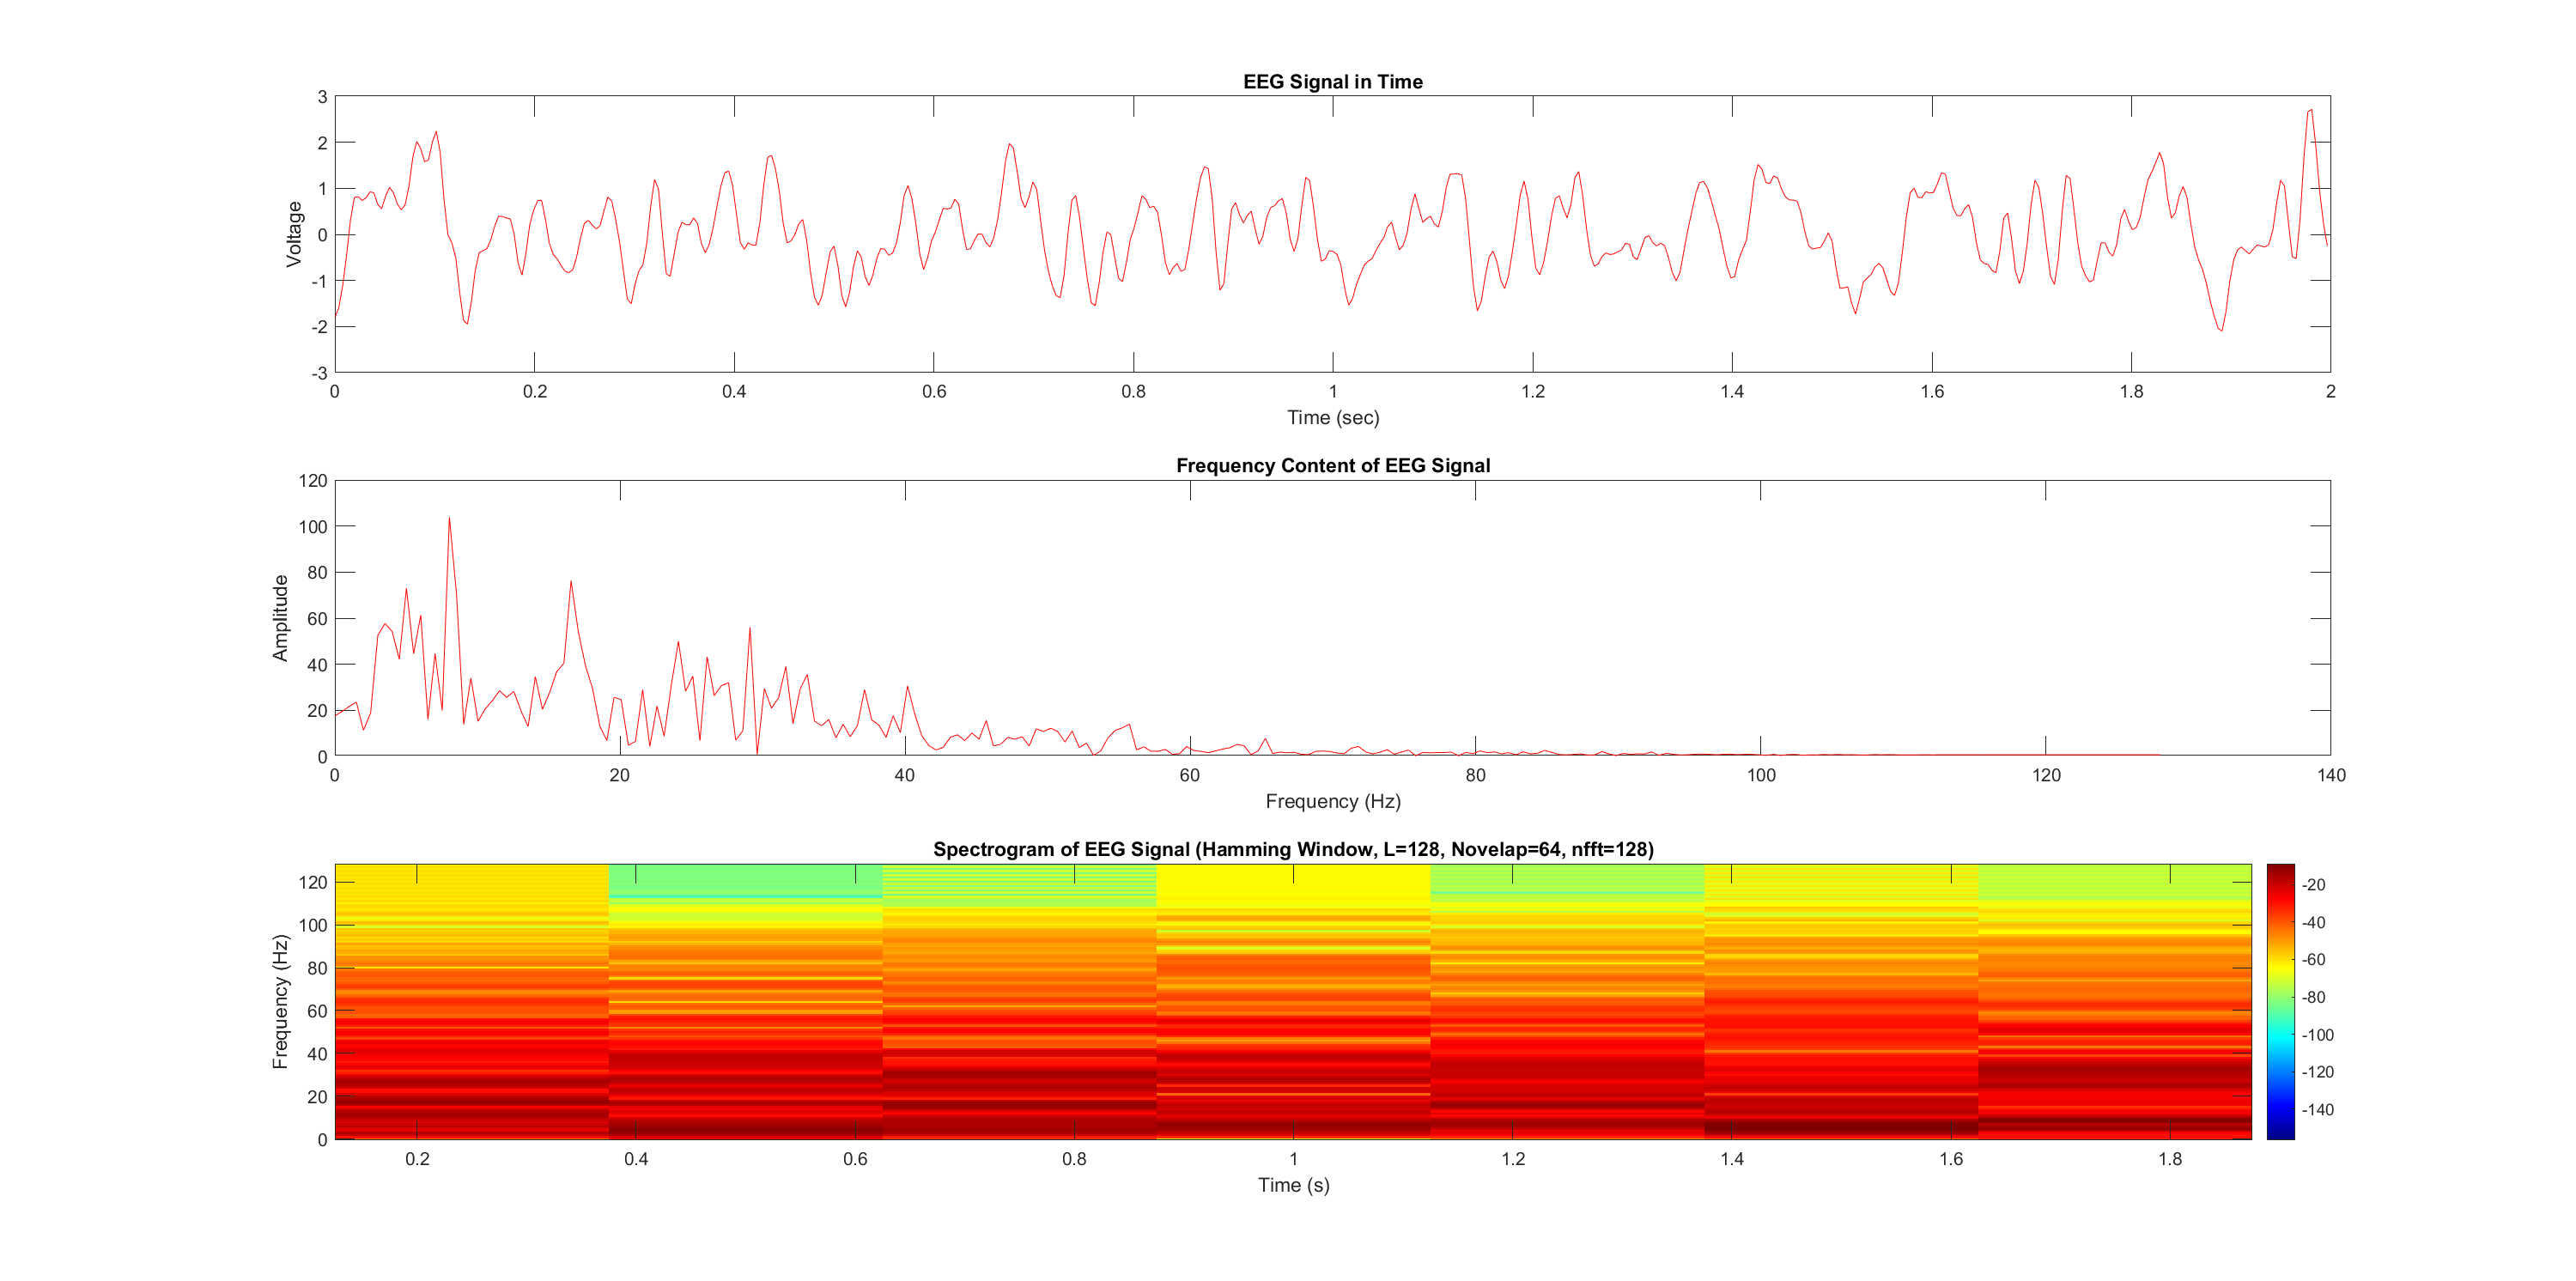 EEG Signal in Time
3
2
1
0
-1
-2
-3
Voltage
0 0.2 0.4 0.6 0.8 1 1.2 1.4 1.6 1.8 2
Time (sec)
Frequency Content of EEG Signal
120
100
80
60
40
20
0
Amplitude
0 20 40 60 80 100 120 140
Frequency (Hz)
Spectrogram of EEG Signal (Hamming Window, L=128, Novelap=64, nfft=128)
120
100
80
60
40
20
0
Frequency (Hz)
-20
-40
-60
-80
-100
-120
-140
0.2 0.4 0.6 0.8 1 1.2 1.4 1.6 1.8
Time (s)